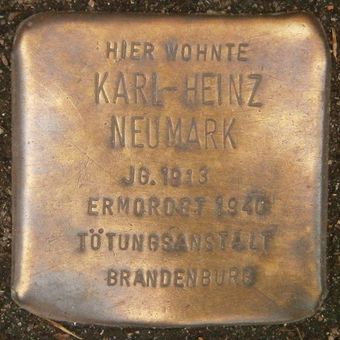 HIER WOHNTE
KARL-HEINZ
NEUMARK
JG. 1913
ERMORDET 1940
TÖTUNGSANSTALT
BRANDENBURG